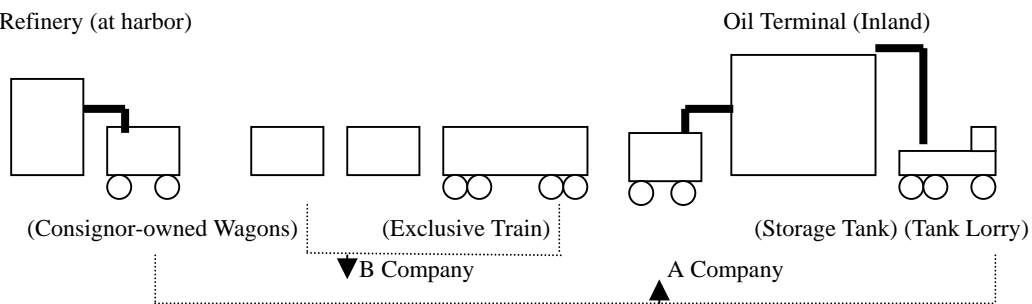 Refinery (at harbor) Oil Terminal (Inland)
(Consignor-owned Wagons) (Exclusive Train) (Storage Tank) (Tank Lorry)
B Company A Company